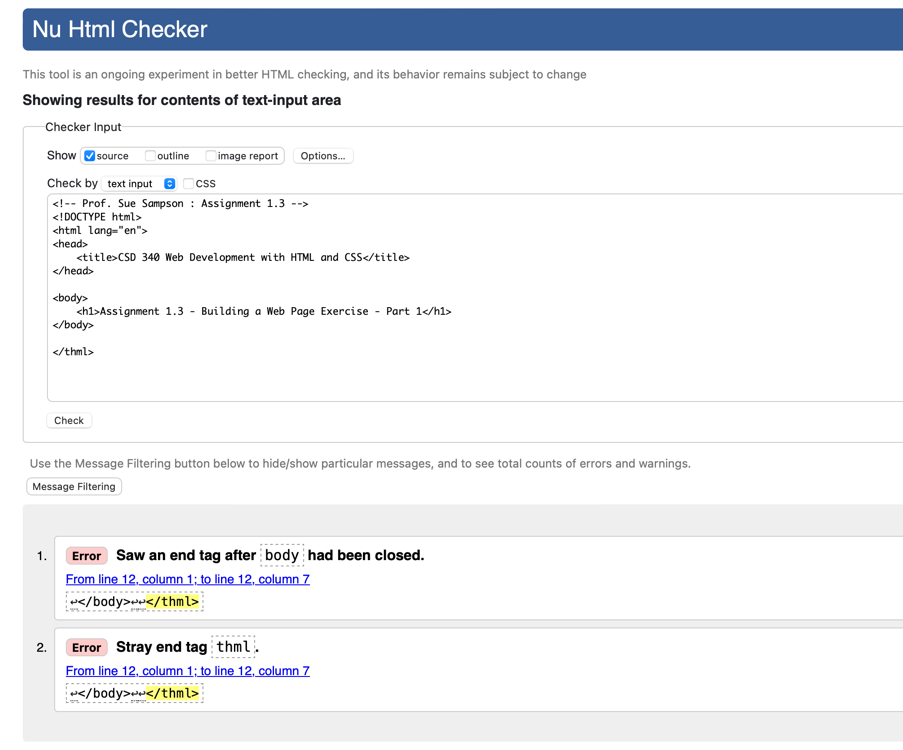 Nu Html Checker
This tool is an ongoing experiment in better HTML checking, and its behavior remains subject to change
Showing results for contents of text-input area
Checker Input
Show source outline image report Options...
Check by text input CSS
<!-- Prof. Sue Sampson : Assignment 1.3 -->
<!DOCTYPE html>
<html lang="en">
<head>
    <title>CSD 340 Web Development with HTML and CSS</title>
</head>

<body>
    <h1>Assignment 1.3 - Building a Web Page Exercise - Part 1</h1>
</body>

</thml>
Check
Use the Message Filtering button below to hide/show particular messages, and to see total counts of errors and warnings.
Message Filtering
1. Error Saw an end tag after body had been closed.
From line 12, column 1; to line 12, column 7
↩</body>↩↩</thml>
2. Error Stray end tag thml.
From line 12, column 1; to line 12, column 7
↩</body>↩↩</thml>